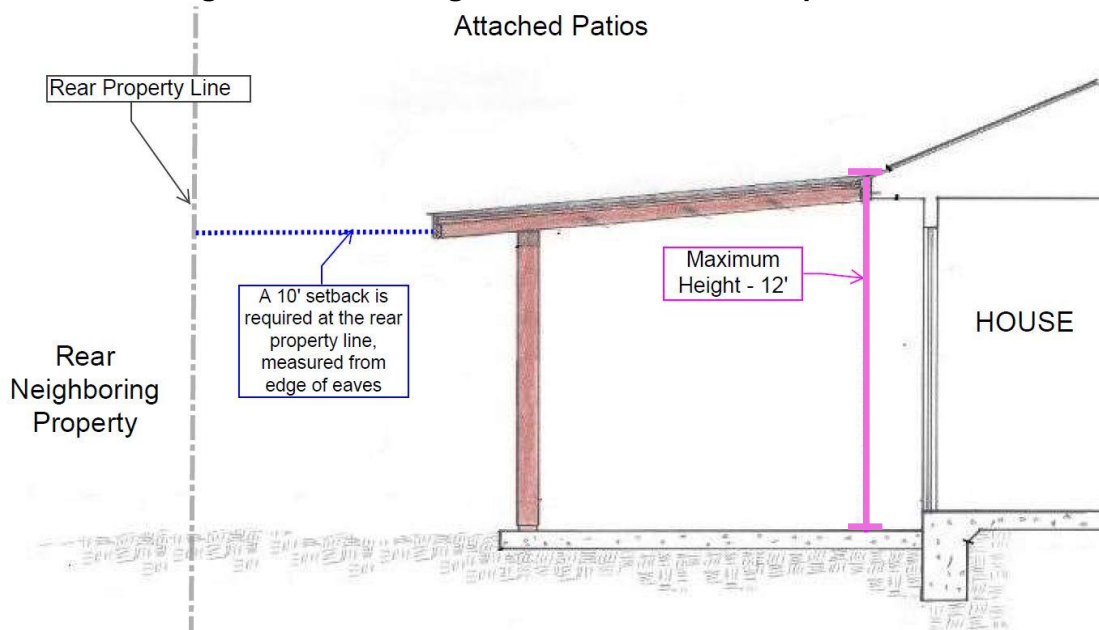 Attached Patios
Rear Property Line
Maximum
Height - 12'
A 10' setback is
required at the rear
property line,
measured from
edge of eaves
HOUSE
Rear
Neighboring
Property